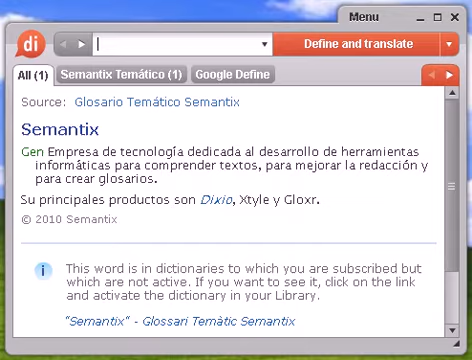 Menu
di
Define and translate
All (1)
Semantix Temático (1)
Google Define
Source: Glosario Temático Semantix
Semantix
Gen Empresa de tecnología dedicada al desarrollo de herramientas
informáticas para comprender textos, para mejorar la redacción y
para crear glosarios.
Su principales productos son Dixio, Xtyle y Gloxr.
© 2010 Semantix
i
This word is in dictionaries to which you are subscribed but
which are not active. If you want to see it, click on the link
and activate the dictionary in your Library.
"Semantix" - Glossari Temàtic Semantix